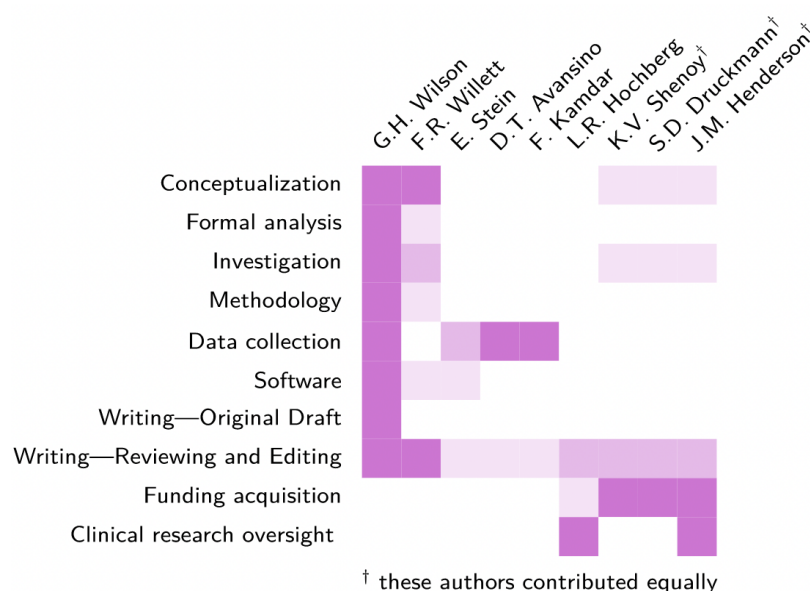 G.H. Wilson
F.R. Willett
E. Stein
D.T. Avansino
F. Kamdar
L.R. Hochberg
K.V. Shenoy†
S.D. Druckmann†
J.M. Henderson†
Conceptualization
Formal analysis
Investigation
Methodology
Data collection
Software
Writing—Original Draft
Writing—Reviewing and Editing
Funding acquisition
Clinical research oversight
† these authors contributed equally